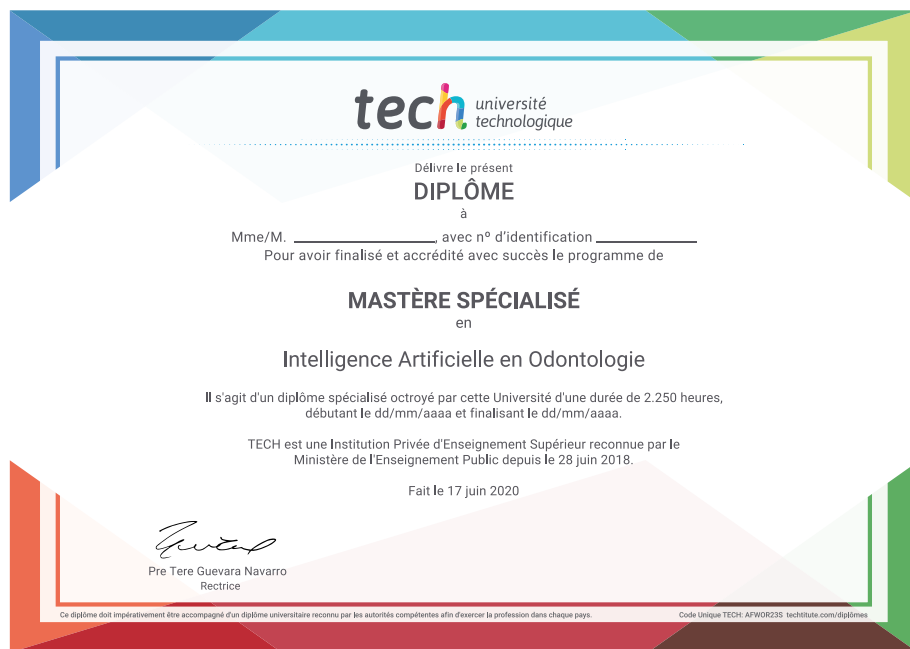 tech université
technologique
Délivre le présent
DIPLÔME
à
Mme/M. ____________, avec nº d'identification ____________
Pour avoir finalisé et accrédité avec succès le programme de
MASTÈRE SPÉCIALISÉ
en
Intelligence Artificielle en Odontologie
Il s'agit d'un diplôme spécialisé octroyé par cette Université d'une durée de 2.250 heures,
débutant le dd/mm/aaaa et finalisant le dd/mm/aaaa.
TECH est une Institution Privée d'Enseignement Supérieur reconnue par le
Ministère de l'Enseignement Public depuis le 28 juin 2018.
Fait le 17 juin 2020
Pre Tere Guevara Navarro
Rectrice
Ce diplôme doit impérativement être accompagné d'un diplôme universitaire reconnu par les autorités compétentes afin d'exercer la profession dans chaque pays.
Code Unique TECH: AFWOR23S techtitute.com/diplômes